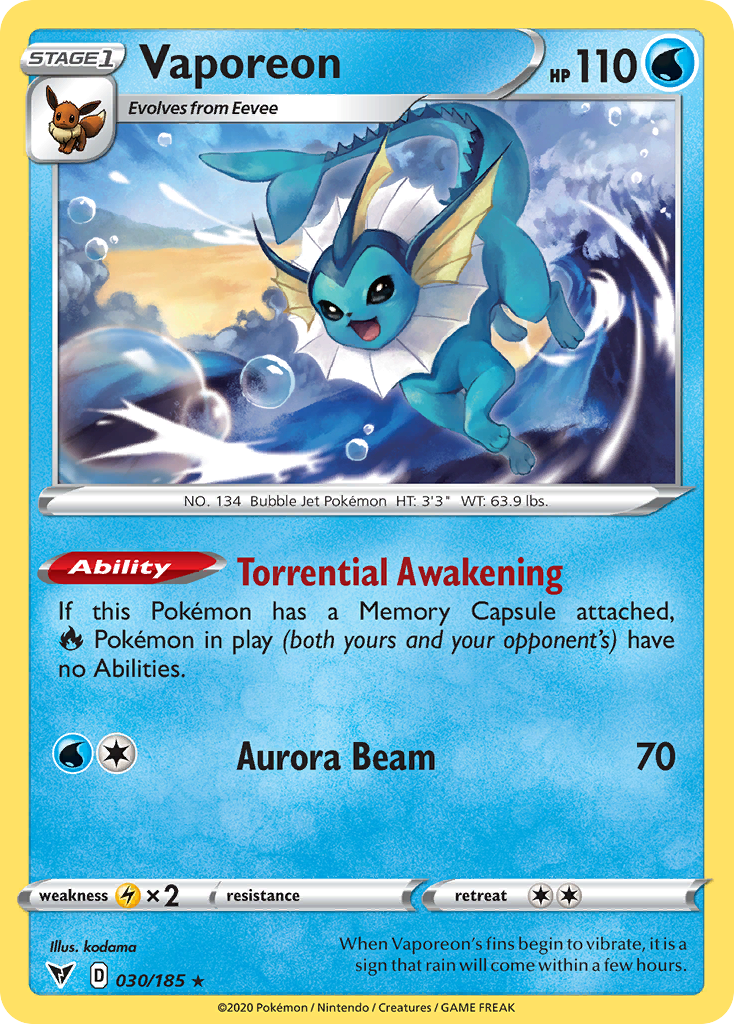 STAGE 1
Vaporeon
HP 110
Evolves from Eevee
NO. 134 Bubble Jet Pokémon HT: 3'3" WT: 63.9 lbs.
Ability Torrential Awakening
If this Pokémon has a Memory Capsule attached,
Pokémon in play (both yours and your opponent's) have
no Abilities.
Aurora Beam 70
weakness ×2 resistance retreat
Illus. kodama
When Vaporeon's fins begin to vibrate, it is a
sign that rain will come within a few hours.
D 030/185 ★
©2020 Pokémon / Nintendo / Creatures / GAME FREAK